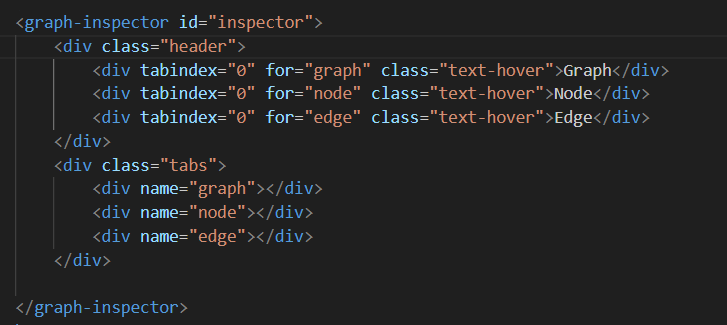 <graph-inspector id="inspector">
    <div class="header">
        <div tabindex="0" for="graph" class="text-hover">Graph</div>
        <div tabindex="0" for="node" class="text-hover">Node</div>
        <div tabindex="0" for="edge" class="text-hover">Edge</div>
    </div>
    <div class="tabs">
        <div name="graph"></div>
        <div name="node"></div>
        <div name="edge"></div>
    </div>
</graph-inspector>